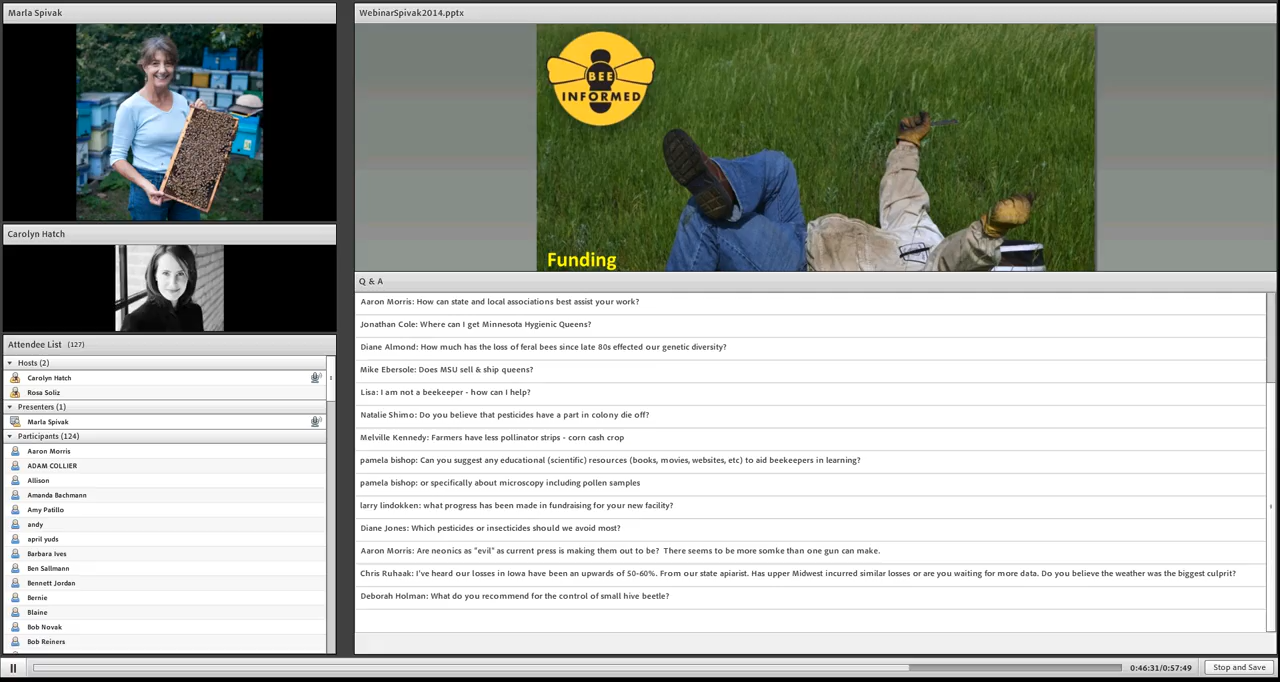 Marla Spivak
WebinarSpivak2014.pptx
BEE
INFORMED
Funding
Carolyn Hatch
Attendee List (127)
Hosts (2)
Carolyn Hatch
Rosa Soliz
Presenters (1)
Marla Spivak
Participants (124)
Aaron Morris
ADAM COLLIER
Allison
Amanda Bachmann
Amy Patillo
andy
april yuds
Barbara Ives
Ben Sallmann
Bennett Jordan
Bernie
Blaine
Bob Novak
Bob Reiners
Q & A
Aaron Morris: How can state and local associations best assist your work?
Jonathan Cole: Where can I get Minnesota Hygienic Queens?
Diane Almond: How much has the loss of feral bees since late 80s effected our genetic diversity?
Mike Ebersole: Does MSU sell & ship queens?
Lisa: I am not a beekeeper - how can I help?
Natalie Shimo: Do you believe that pesticides have a part in colony die off?
Melville Kennedy: Farmers have less pollinator strips - corn cash crop
pamela bishop: Can you suggest any educational (scientific) resources (books, movies, websites, etc) to aid beekeepers in learning?
pamela bishop: or specifically about microscopy including pollen samples
larry lindokken: what progress has been made in fundraising for your new facility?
Diane Jones: Which pesticides or insecticides should we avoid most?
Aaron Morris: Are neonics as "evil" as current press is making them out to be?  There seems to be more somke than one gun can make.
Chris Ruhaak: I've heard our losses in Iowa have been an upwards of 50-60%. From our state apiarist. Has upper Midwest incurred similar losses or are you waiting for more data. Do you believe the weather was the biggest culprit?
Deborah Holman: What do you recommend for the control of small hive beetle?
0:46:31/0:57:49
Stop and Save